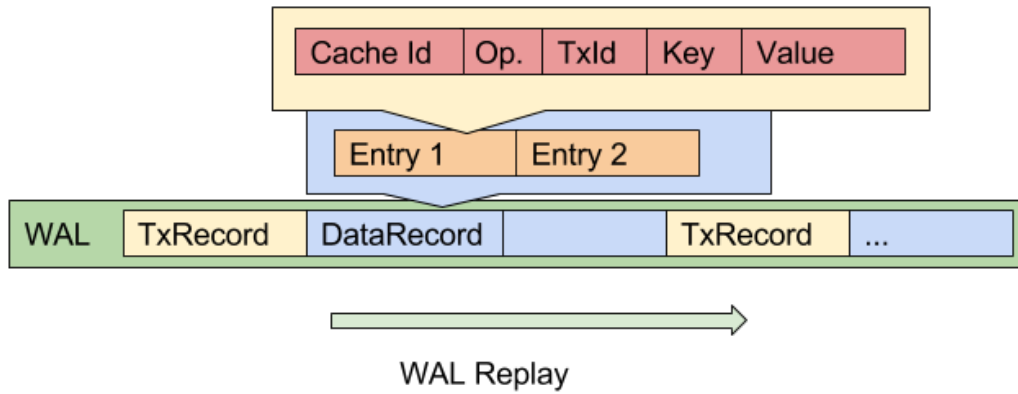 Cache Id Op. TxId Key Value
Entry 1 Entry 2
WAL TxRecord DataRecord TxRecord ...
WAL Replay